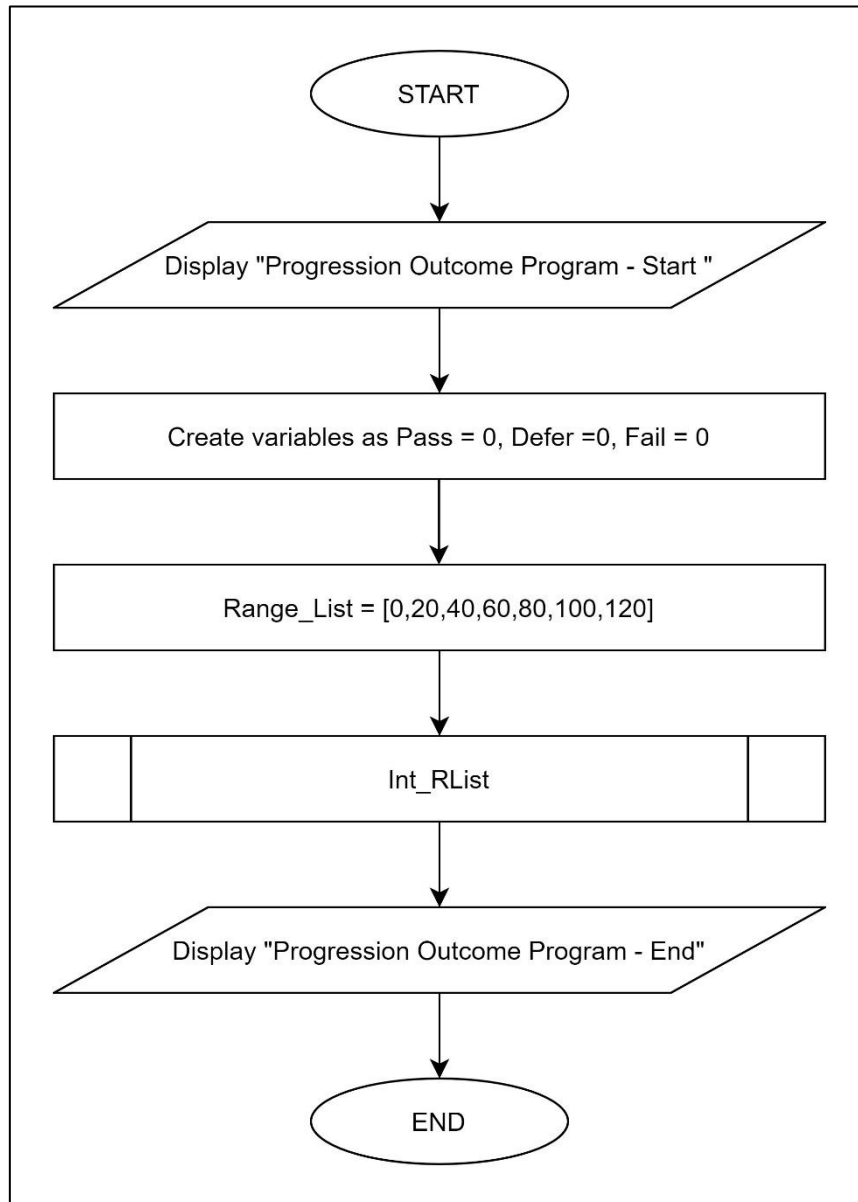 START
Display "Progression Outcome Program - Start "
Create variables as Pass = 0, Defer =0, Fail = 0
Range_List = [0,20,40,60,80,100,120]
Int_RList
Display "Progression Outcome Program - End"
END